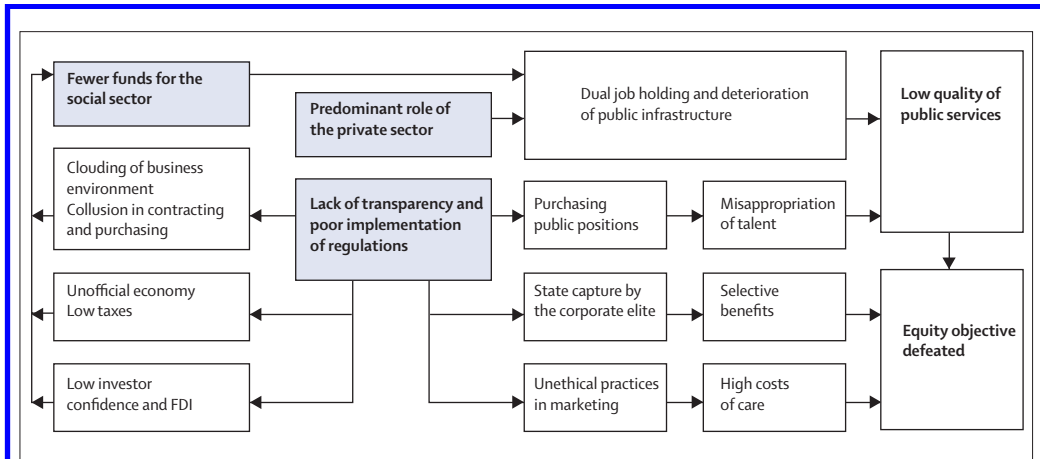 Fewer funds for the
social sector
Predominant role of
the private sector
Dual job holding and deterioration
of public infrastructure
Low quality of
public services
Clouding of business
environment
Collusion in contracting
and purchasing
Lack of transparency and
poor implementation
of regulations
Purchasing
public positions
Misappropriation
of talent
Unofficial economy
Low taxes
State capture by
the corporate elite
Selective
benefits
Equity objective
defeated
Low investor
confidence and FDI
Unethical practices
in marketing
High costs
of care